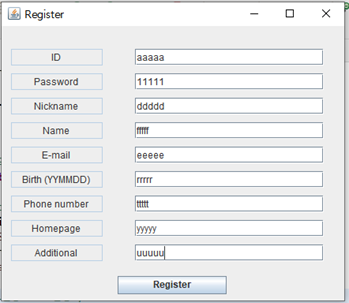 Register
ID aaaaa
Password 11111
Nickname ddddd
Name fffff
E-mail eeeee
Birth (YYMMDD) rrrrr
Phone number ttttt
Homepage yyyyy
Additional uuuuu
Register